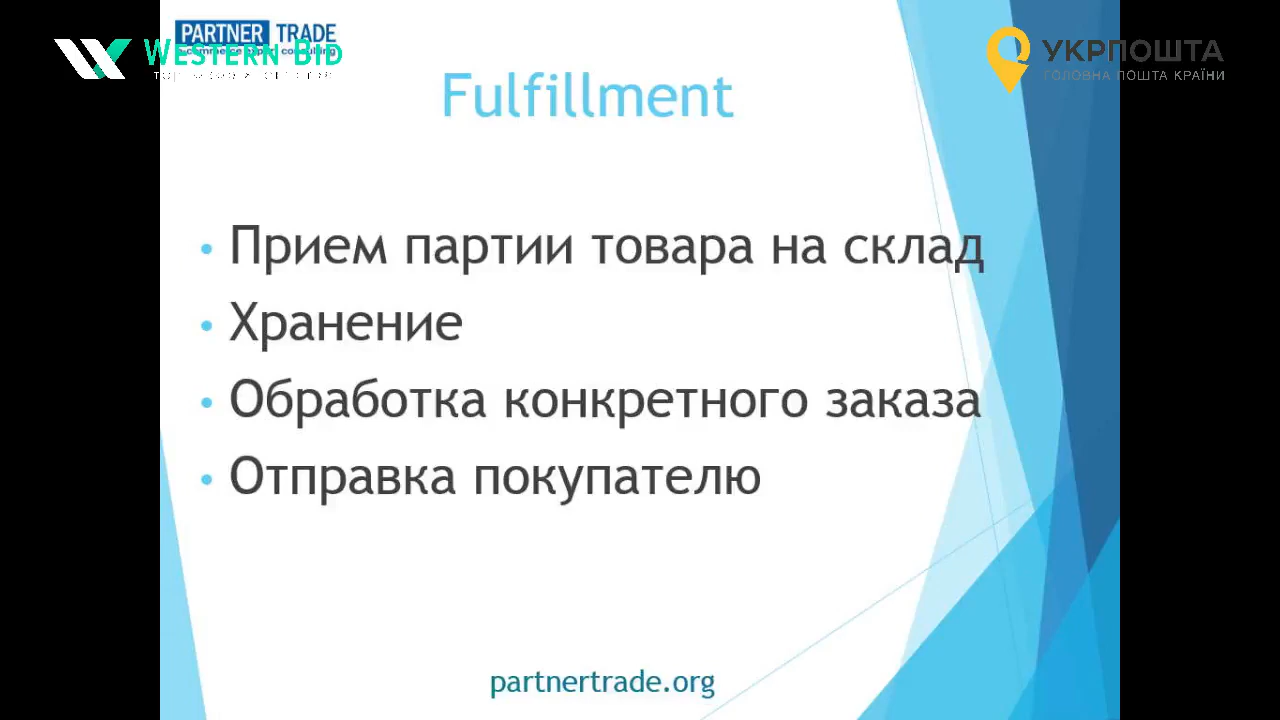 PARTNER TRADE
WESTERN BID
УКРПОШТА
ГОЛОВНА ПОШТА КРАЇНИ
Fulfillment
• Прием партии товара на склад
• Хранение
• Обработка конкретного заказа
• Отправка покупателю
partnertrade.org